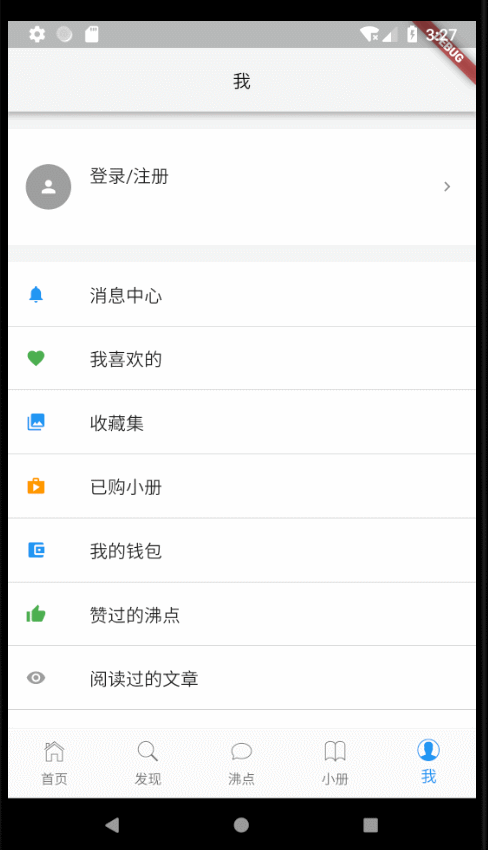 3:27
DEBUG
我
登录/注册
消息中心
我喜欢的
收藏集
已购小册
我的钱包
赞过的沸点
阅读过的文章
首页
发现
沸点
小册
我